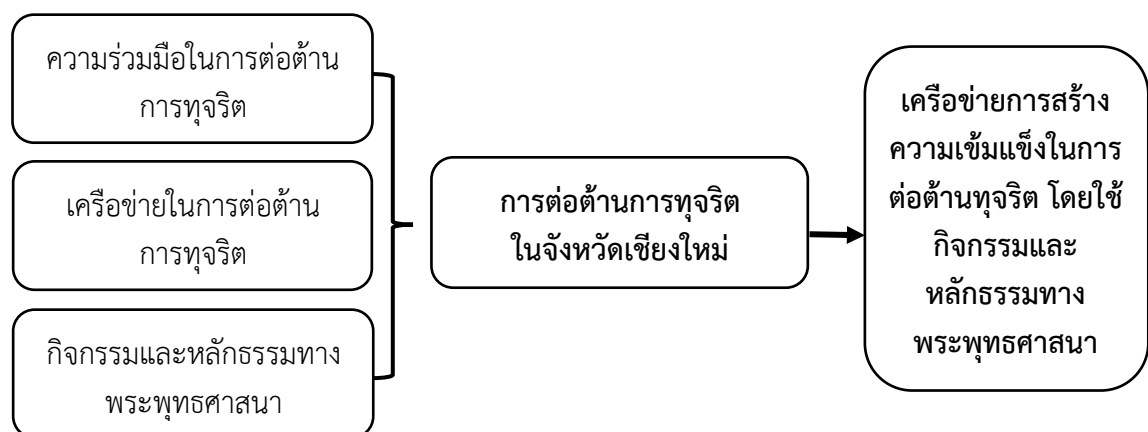 ความร่วมมือในการต่อต้าน
การทุจริต
เครือข่ายในการต่อต้าน
การทุจริต
กิจกรรมและหลักธรรมทาง
พระพุทธศาสนา
การต่อต้านการทุจริต
ในจังหวัดเชียงใหม่
เครือข่ายการสร้าง
ความเข้มแข็งในการ
ต่อต้านทุจริต โดยใช้
กิจกรรมและ
หลักธรรมทาง
พระพุทธศาสนา